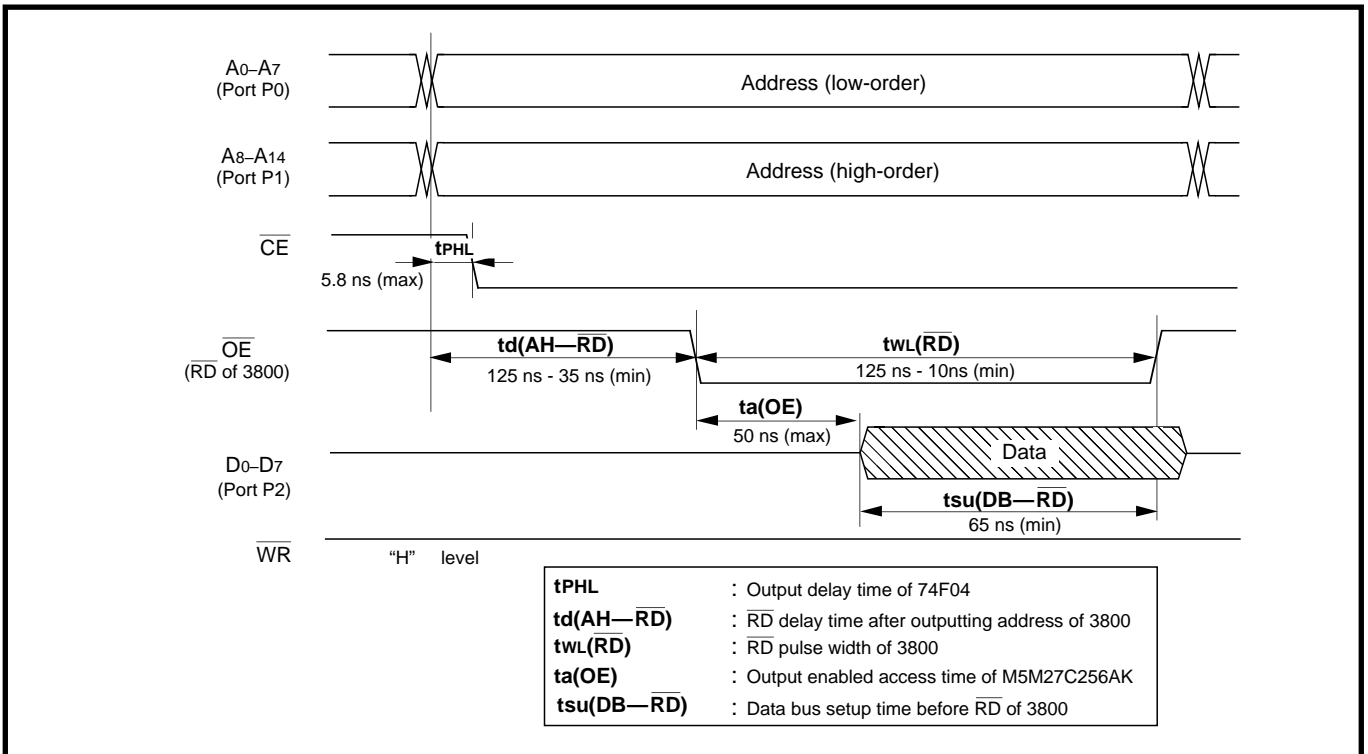 A0–A7
(Port P0)
Address (low-order)
A8–A14
(Port P1)
Address (high-order)
CE
tPHL
5.8 ns (max)
OE
(RD of 3800)
td(AH—RD)
125 ns - 35 ns (min)
twL(RD)
125 ns - 10ns (min)
ta(OE)
50 ns (max)
D0–D7
(Port P2)
Data
tsu(DB—RD)
65 ns (min)
WR
“H” level
tPHL : Output delay time of 74F04
td(AH—RD) : RD delay time after outputting address of 3800
twL(RD) : RD pulse width of 3800
ta(OE) : Output enabled access time of M5M27C256AK
tsu(DB—RD) : Data bus setup time before RD of 3800